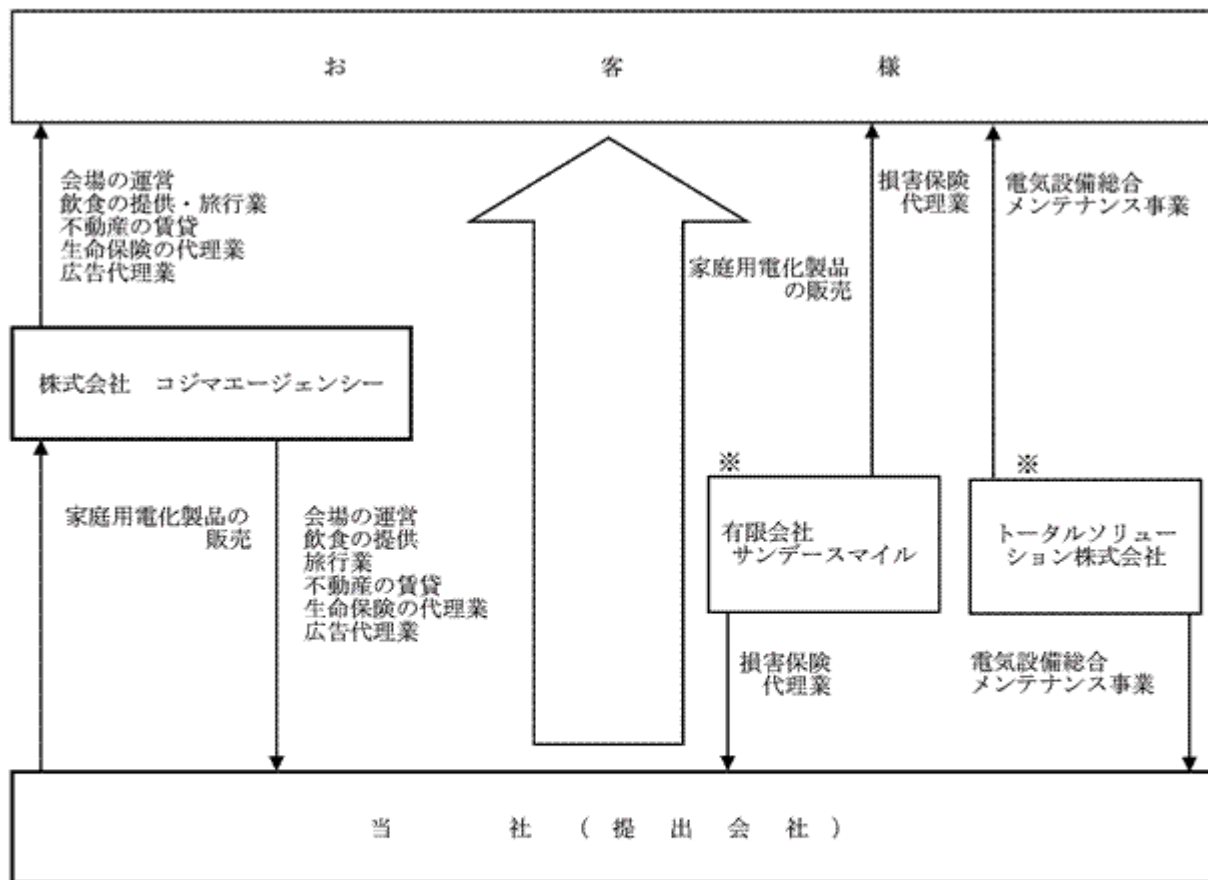 お客様
会場の運営
飲食の提供・旅行業
不動産の賃貸
生命保険の代理業
広告代理業
家庭用電化製品
の販売
損害保険
代理業
電気設備総合
メンテナンス事業
株式会社　コジマエージェンシー
家庭用電化製品の
販売
会場の運営
飲食の提供
旅行業
不動産の賃貸
生命保険の代理業
広告代理業
※
有限会社
サンデースマイル
※
トータルソリュー
ション株式会社
損害保険
代理業
電気設備総合
メンテナンス事業
当社（提出会社）